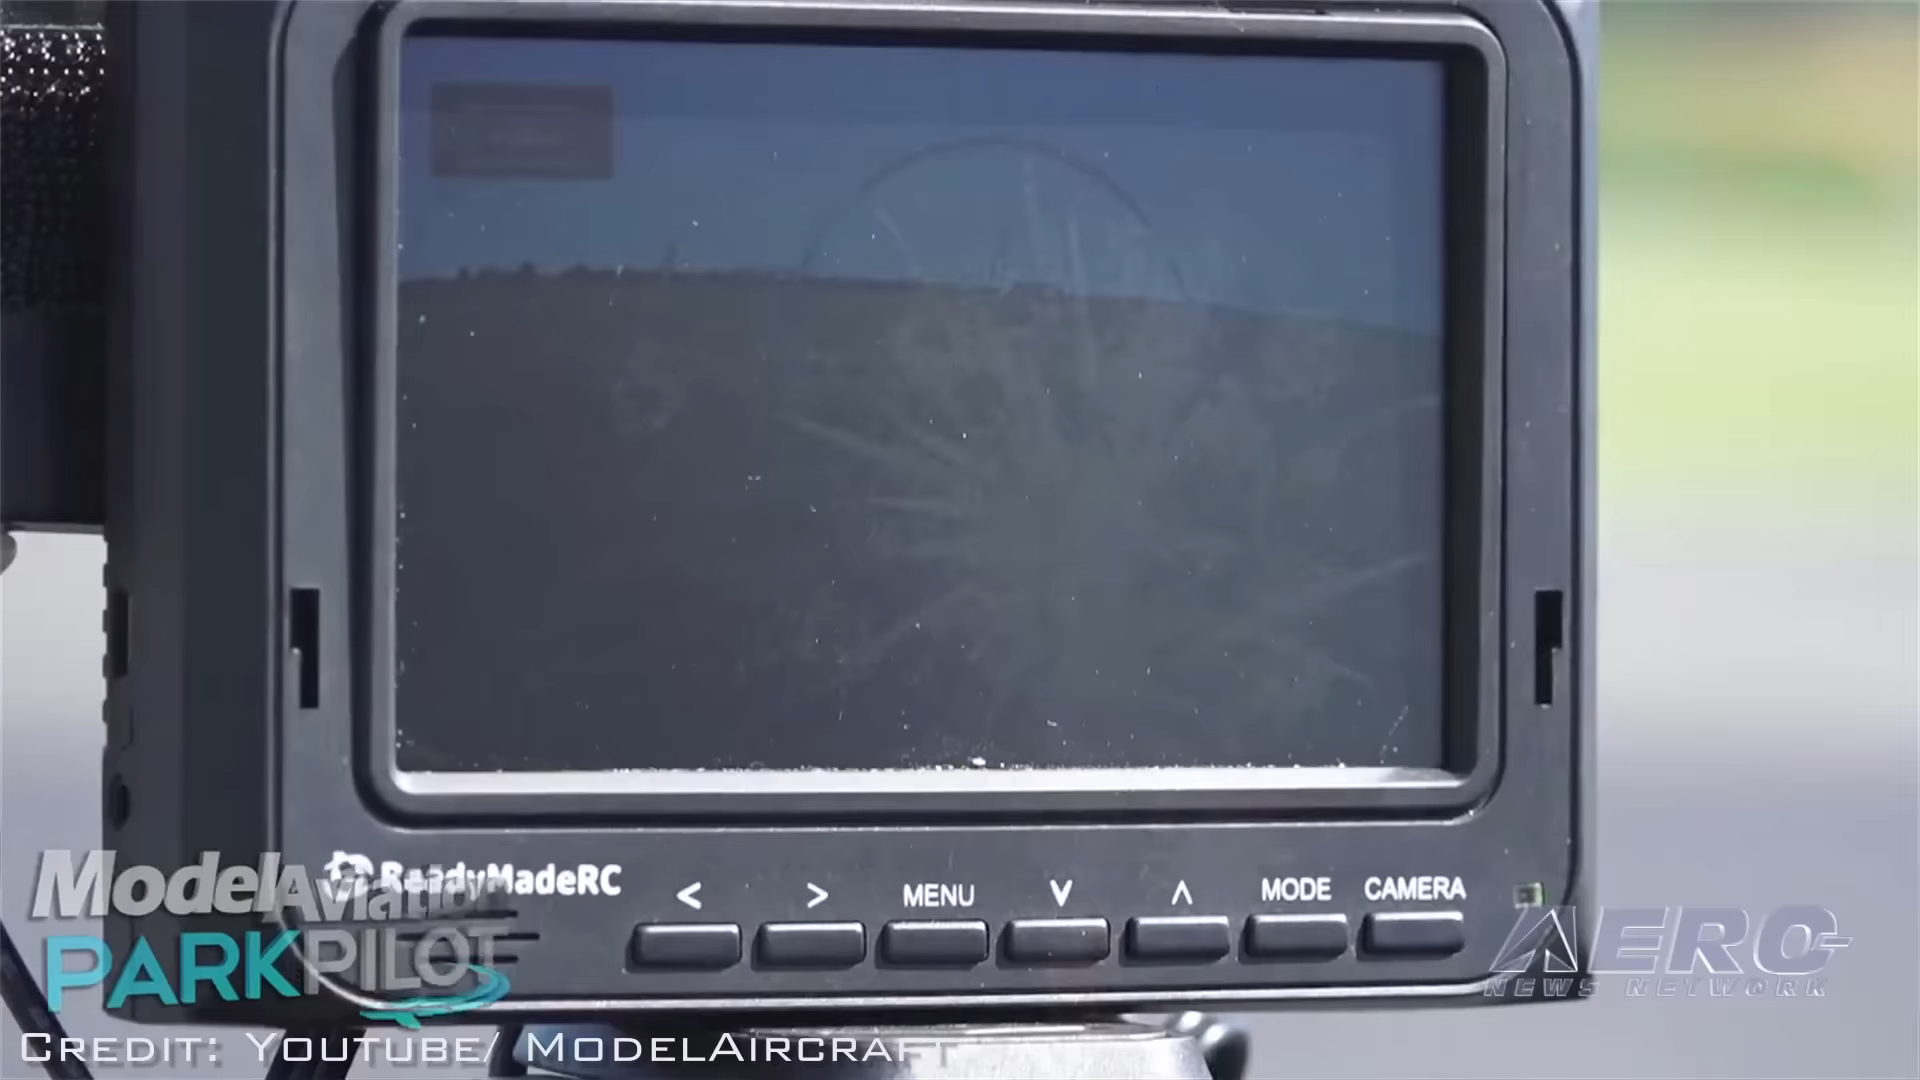 ReadyMadeRC
<
>
MENU
V
Λ
MODE
CAMERA
ModelAviation
PARKPILOT
AERO
NEWS NETWORK
CREDIT: YOUTUBE/ MODELAIRCRAFT